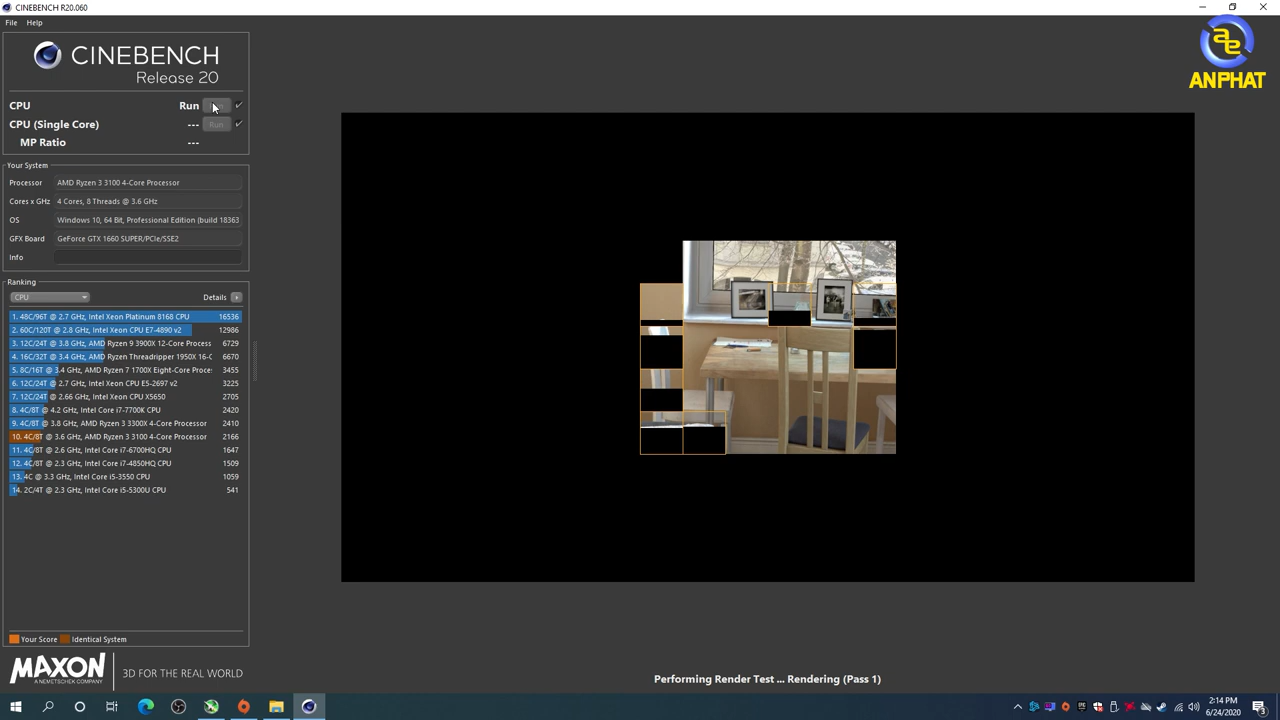 CINEBENCH R20.060
File Help
ae
ANPHAT
CINEBENCH
Release 20
CPU Run
CPU (Single Core) --- Run
MP Ratio ---
Your System
Processor AMD Ryzen 3 3100 4-Core Processor
Cores x GHz 4 Cores, 8 Threads @ 3.6 GHz
OS Windows 10, 64 Bit, Professional Edition (build 18363
GFX Board GeForce GTX 1660 SUPER/PCIe/SSE2
Info
Ranking
CPU Details
1. 48C/96T @ 2.7 GHz, Intel Xeon Platinum 8168 CPU 16536
2. 60C/120T @ 2.8 GHz, Intel Xeon CPU E7-4890 v2 12986
3. 12C/24T @ 3.8 GHz, AMD Ryzen 9 3900X 12-Core Process 6729
4. 16C/32T @ 3.4 GHz, AMD Ryzen Threadripper 1950X 16-C 6670
5. 8C/16T @ 3.4 GHz, AMD Ryzen 7 1700X Eight-Core Proce: 3455
6. 12C/24T @ 2.7 GHz, Intel Xeon CPU E5-2697 v2 3225
7. 12C/24T @ 2.66 GHz, Intel Xeon CPU X5650 2705
8. 4C/8T @ 4.2 GHz, Intel Core i7-7700K CPU 2420
9. 4C/8T @ 3.8 GHz, AMD Ryzen 3 3300X 4-Core Processor 2410
10. 4C/8T @ 3.6 GHz, AMD Ryzen 3 3100 4-Core Processor 2166
11. 4C/8T @ 2.6 GHz, Intel Core i7-6700HQ CPU 1647
12. 4C/8T @ 2.3 GHz, Intel Core i7-4850HQ CPU 1509
13. 4C @ 3.3 GHz, Intel Core i5-3550 CPU 1059
14. 2C/4T @ 2.3 GHz, Intel Core i5-5300U CPU 541
Your Score Identical System
MAXON
A NEMETSCHEK COMPANY
3D FOR THE REAL WORLD
Performing Render Test ... Rendering (Pass 1)
2:14 PM
6/24/2020
3